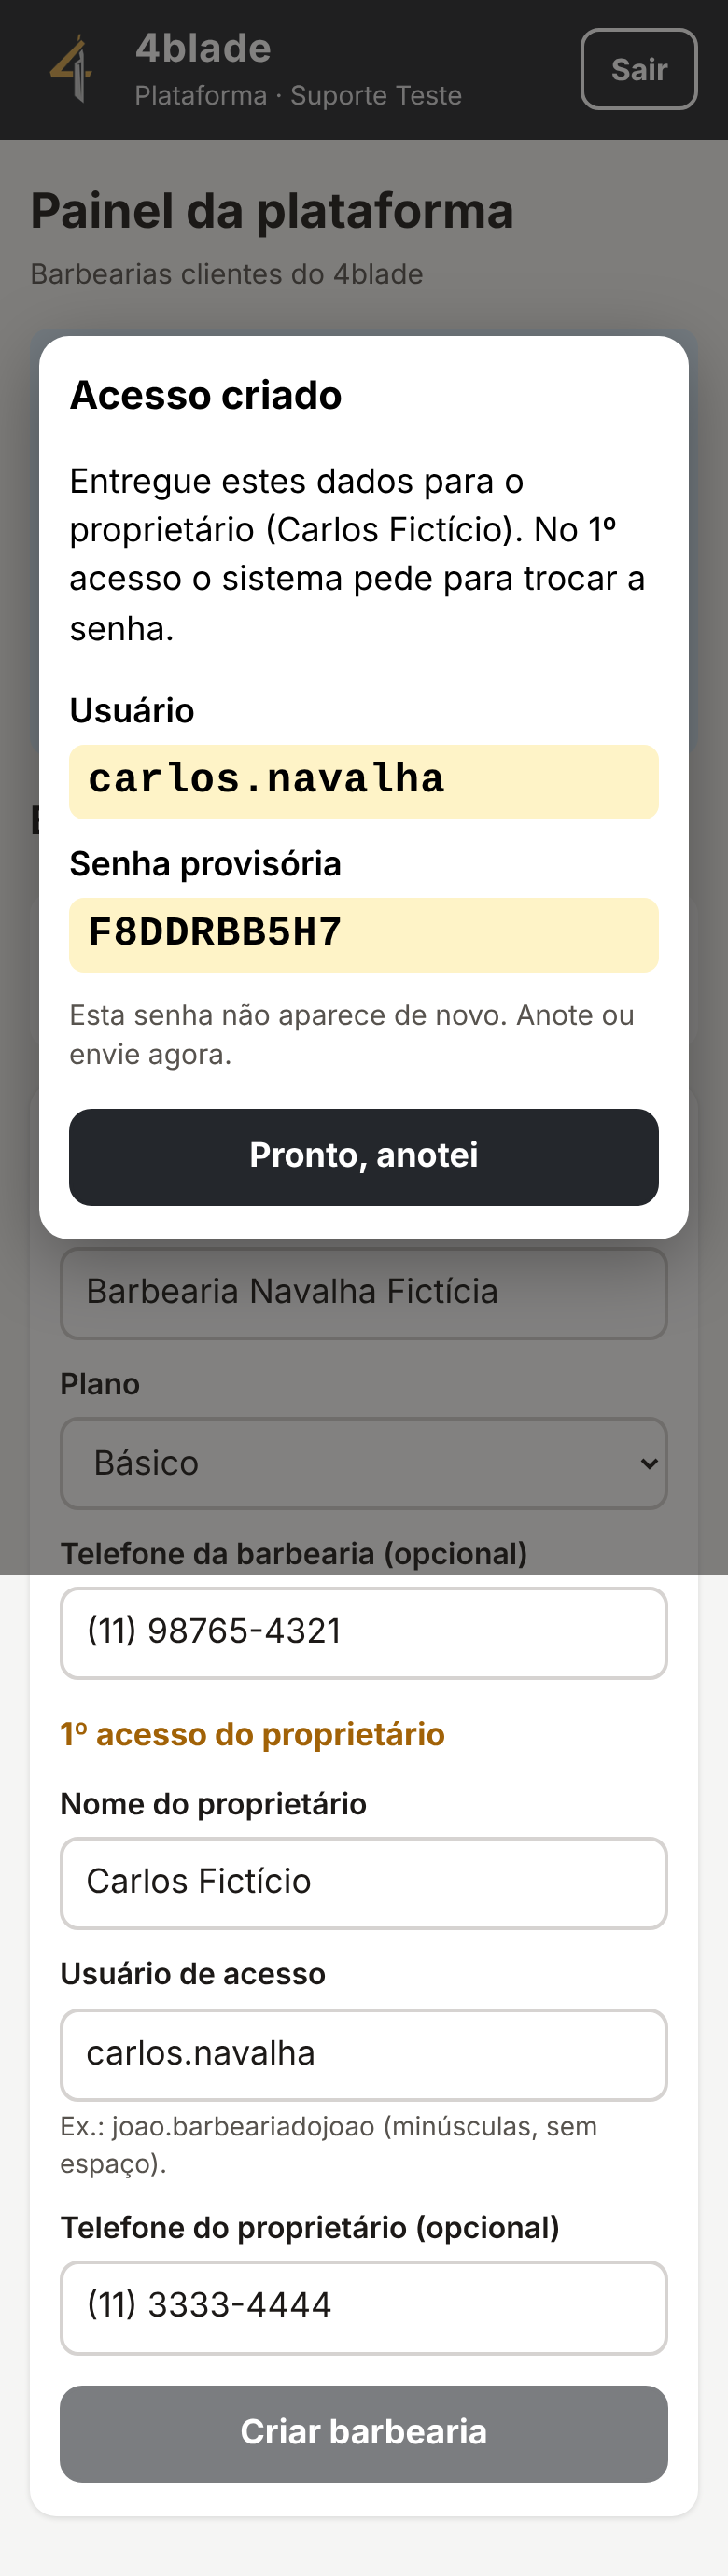 4blade
Plataforma · Suporte Teste
Sair
Painel da plataforma
Barbearias clientes do 4blade
Acesso criado
Entregue estes dados para o
proprietário (Carlos Fictício). No 1º
acesso o sistema pede para trocar a
senha.
Usuário
carlos.navalha
Senha provisória
F8DDRBB5H7
Esta senha não aparece de novo. Anote ou
envie agora.
Pronto, anotei
Barbearia Navalha Fictícia
Plano
Básico
Telefone da barbearia (opcional)
(11) 98765-4321
1º acesso do proprietário
Nome do proprietário
Carlos Fictício
Usuário de acesso
carlos.navalha
Ex.: joao.barbeariadojoao (minúsculas, sem
espaço).
Telefone do proprietário (opcional)
(11) 3333-4444
Criar barbearia